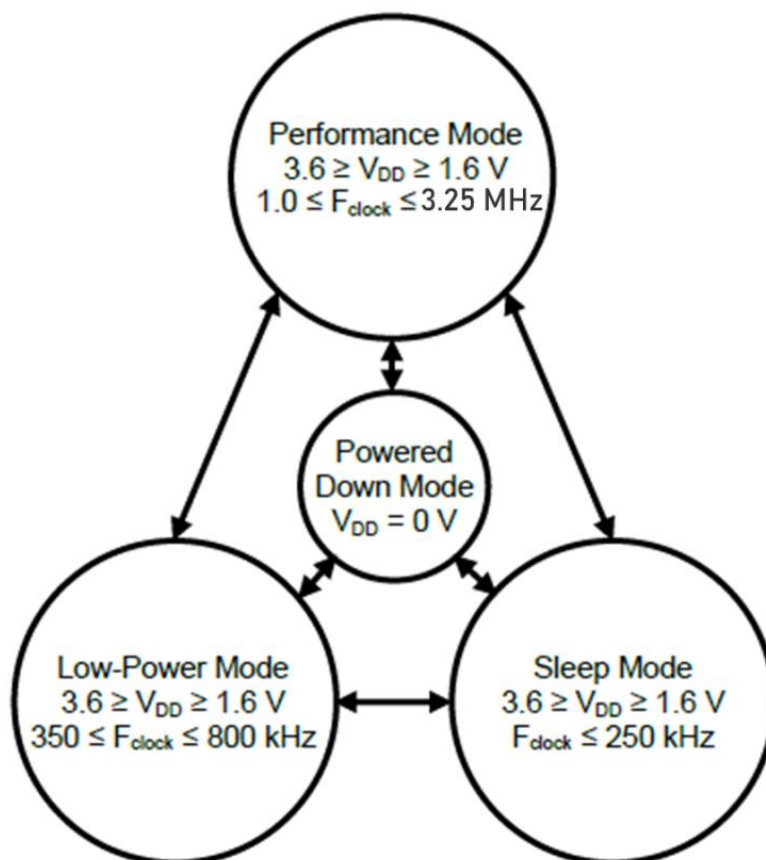 Performance Mode
3.6 ≥ VDD ≥ 1.6 V
1.0 ≤ Fclock ≤ 3.25 MHz
Powered
Down Mode
VDD = 0 V
Low-Power Mode
3.6 ≥ VDD ≥ 1.6 V
350 ≤ Fclock ≤ 800 kHz
Sleep Mode
3.6 ≥ VDD ≥ 1.6 V
Fclock ≤ 250 kHz